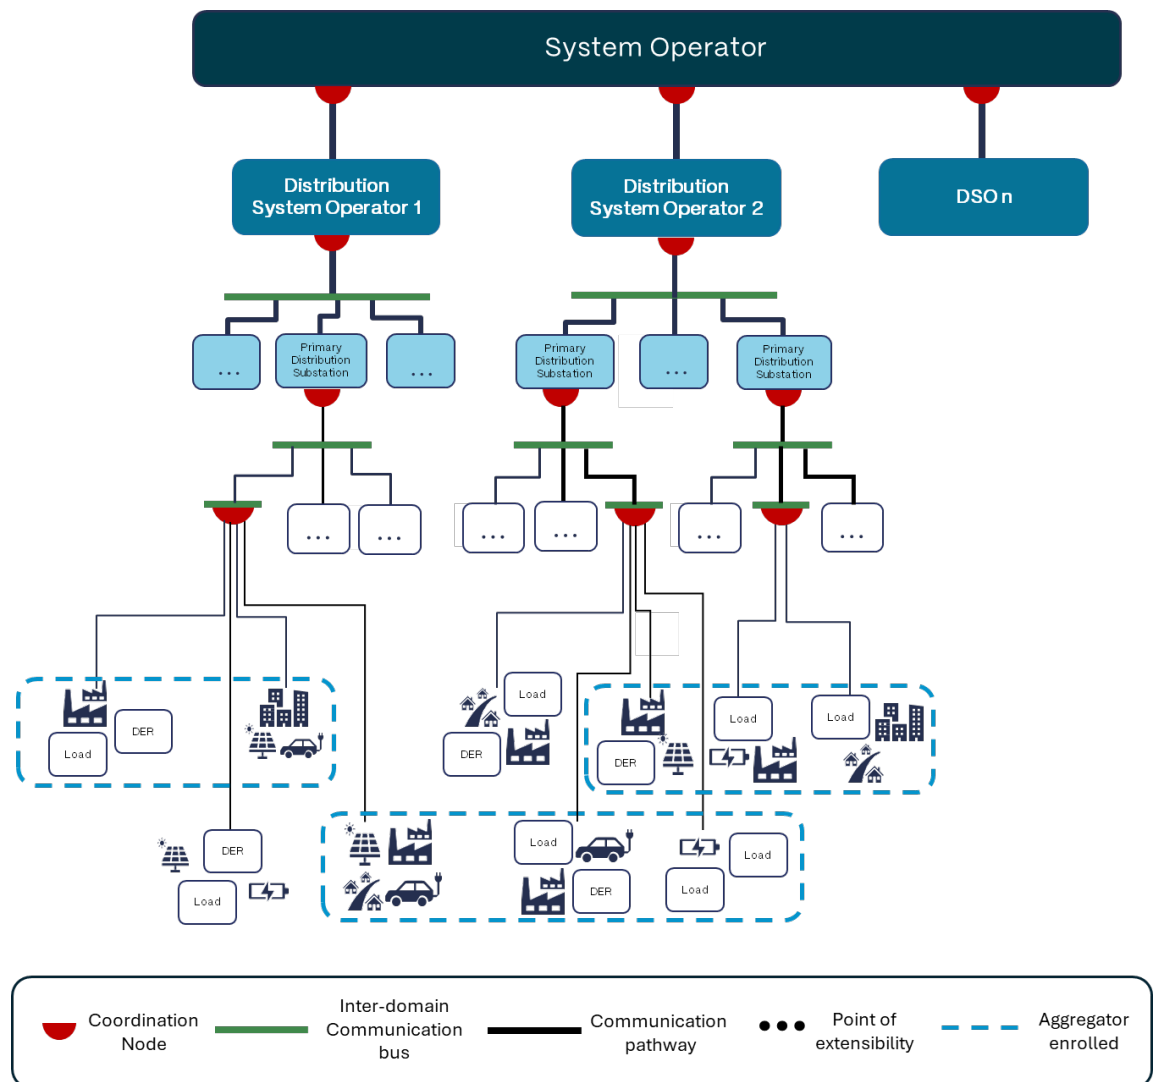 System Operator
Distribution
System Operator 1
Distribution
System Operator 2
DSO n
...
Primary
Distribution
Substation
...
Primary
Distribution
Substation
...
Primary
Distribution
Substation
...
...
...
...
...
...
Load
DER
Load
DER
Load
DER
Load
Load
DER
Load
Load
DER
Load
Load
Coordination
Node
Inter-domain
Communication
bus
Communication
pathway
Point of
extensibility
Aggregator
enrolled